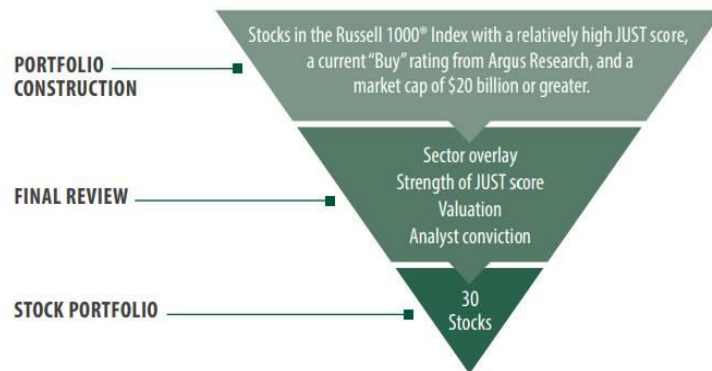 Stocks in the Russell 1000® Index with a relatively high JUST score,
a current “Buy” rating from Argus Research, and a
market cap of $20 billion or greater.
PORTFOLIO
CONSTRUCTION
Sector overlay
Strength of JUST score
Valuation
Analyst conviction
FINAL REVIEW
30
Stocks
STOCK PORTFOLIO